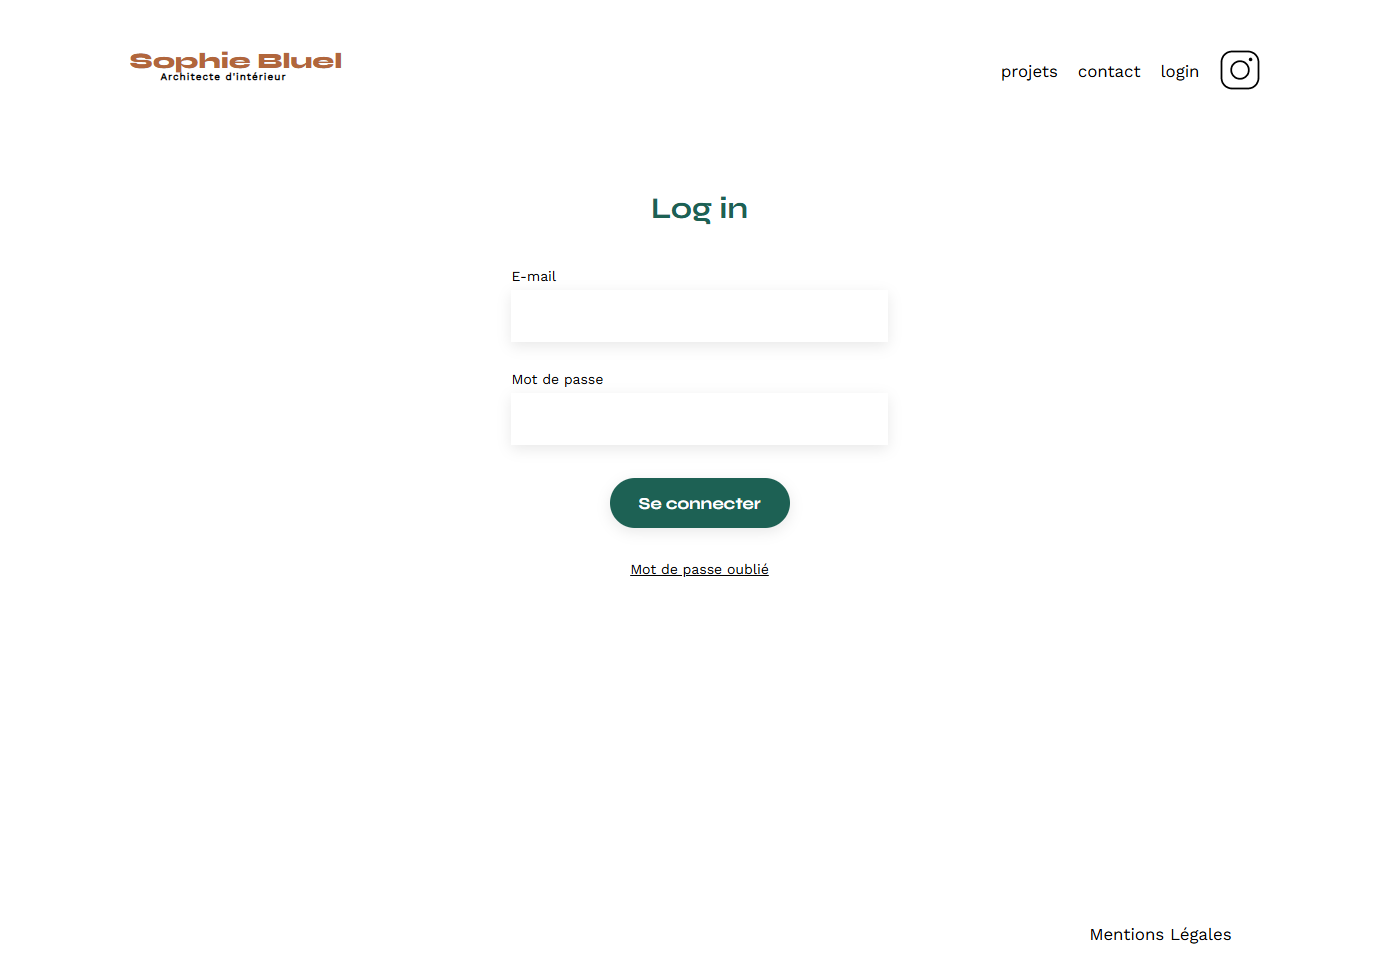 Sophie Bluel
Architecte d'intérieur
projets contact login
Log in
E-mail
Mot de passe
Se connecter
Mot de passe oublié
Mentions Légales